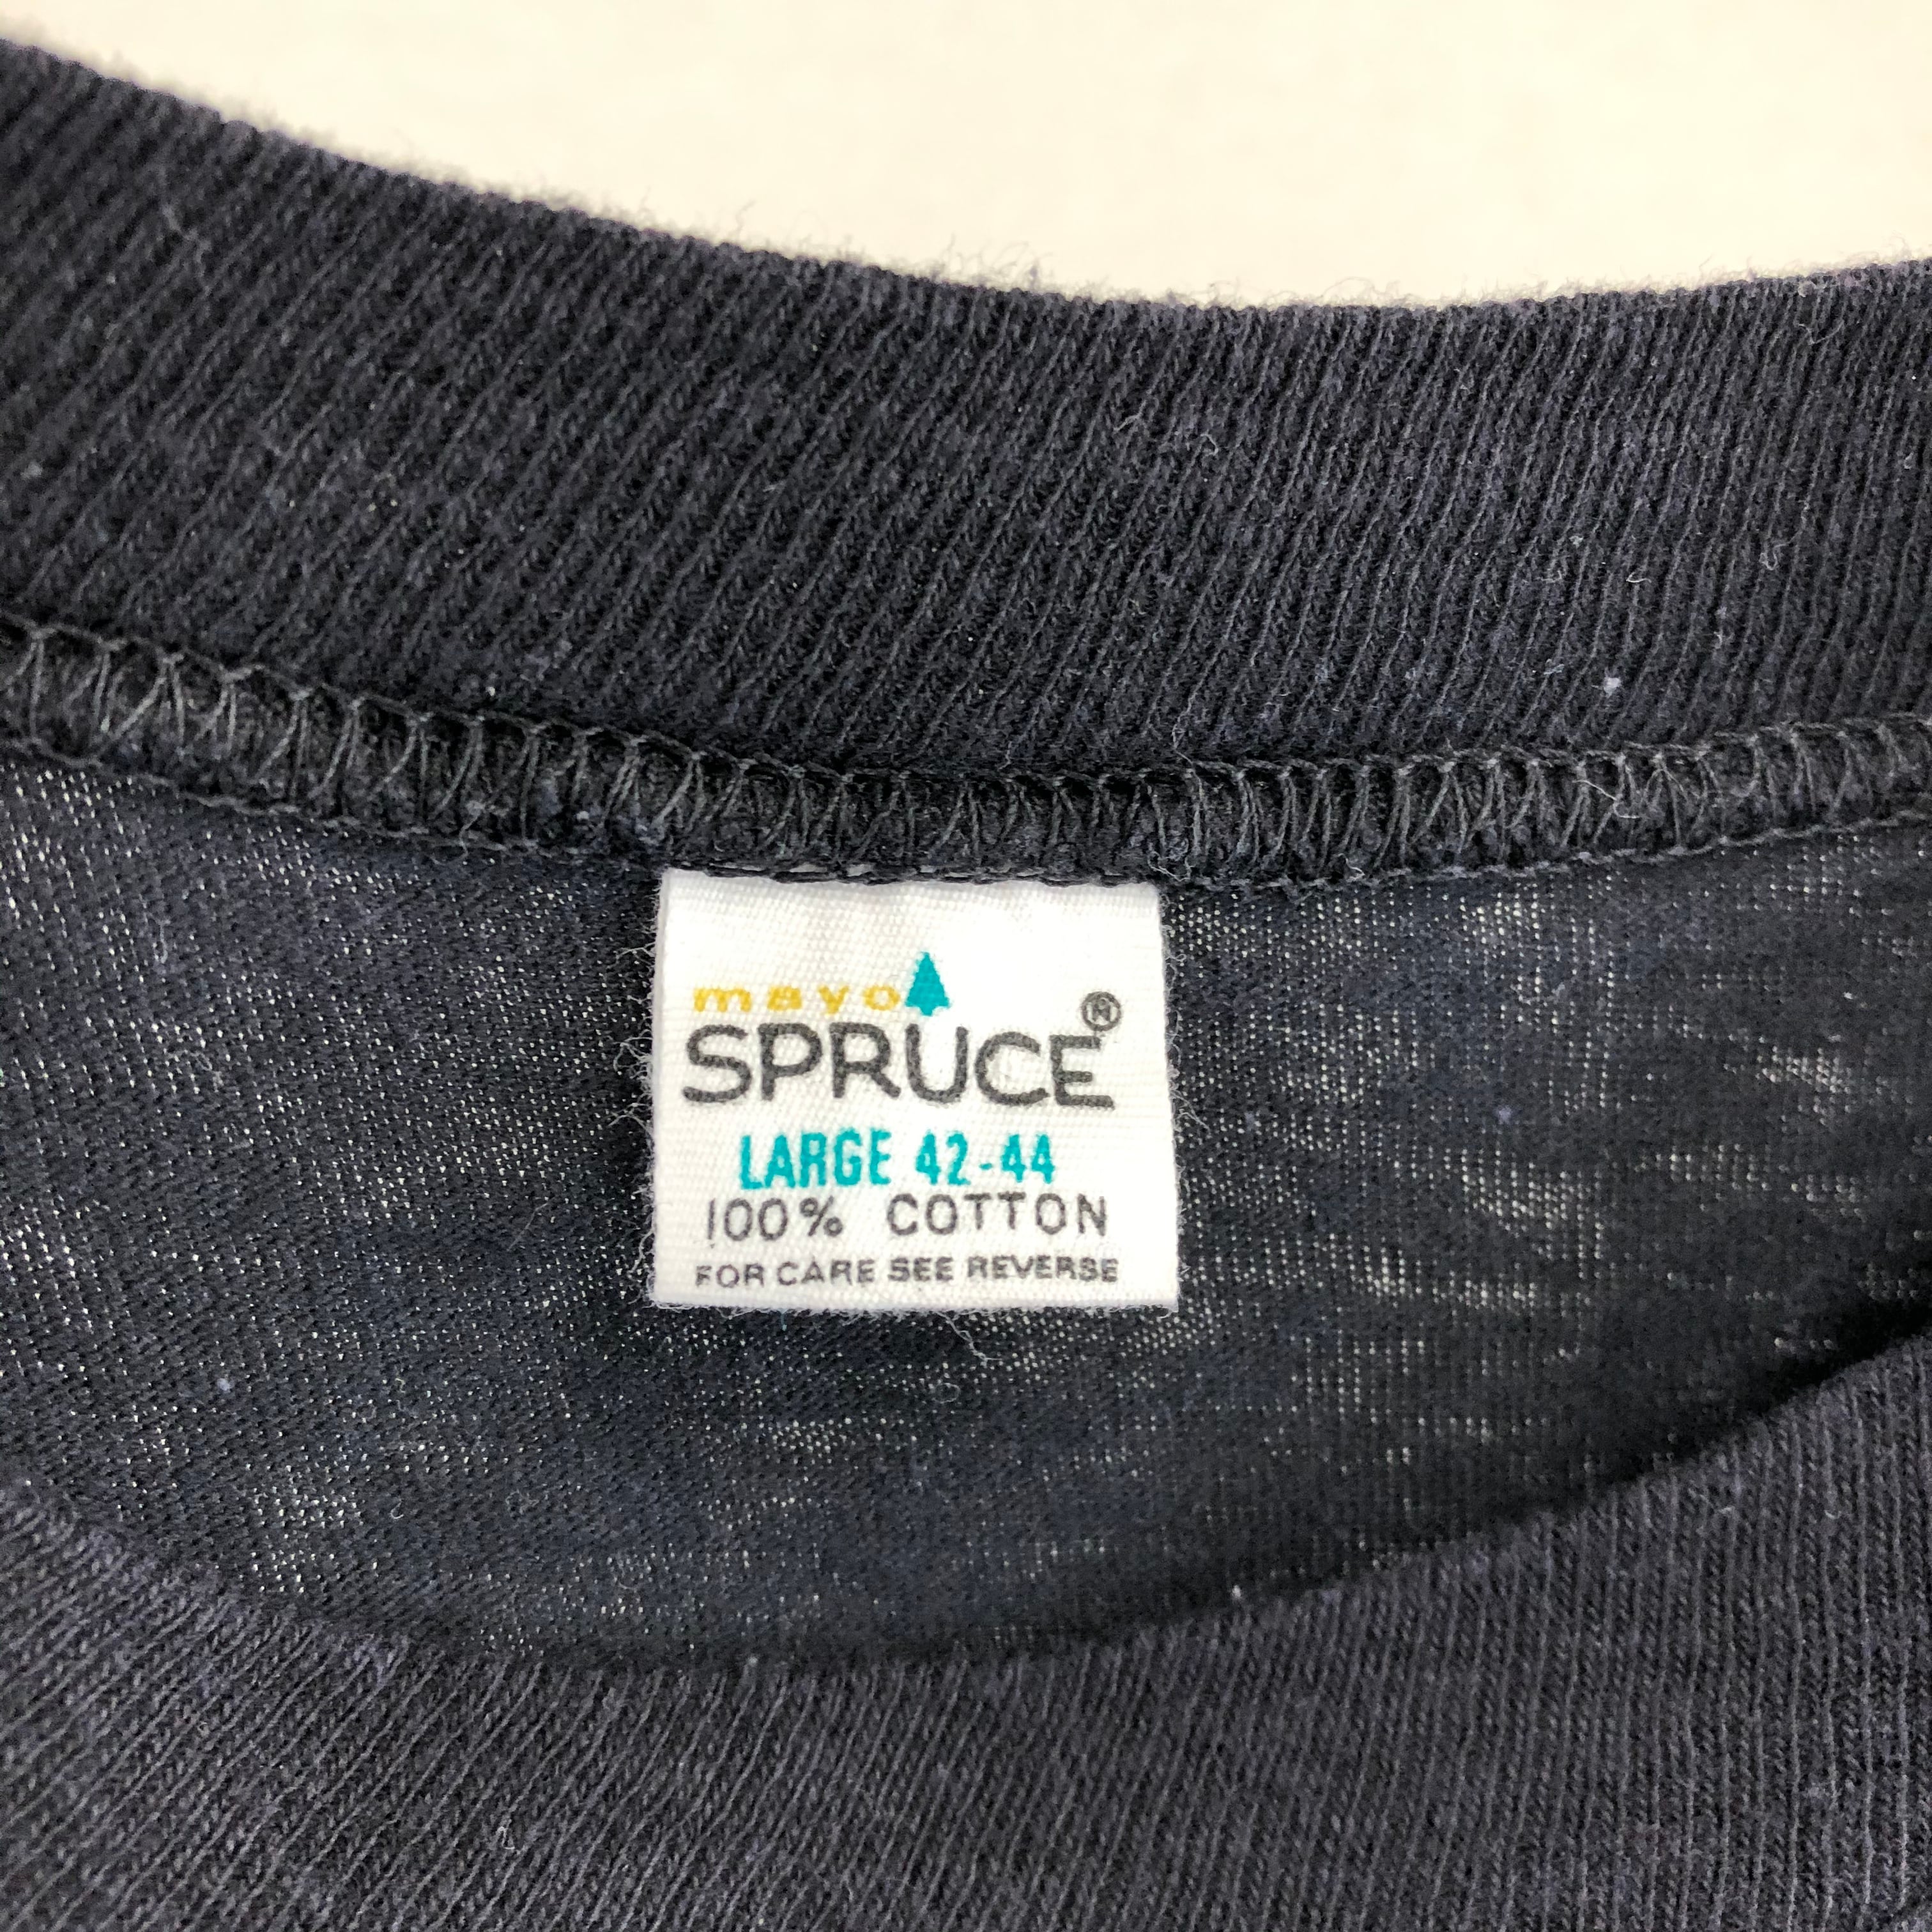 mayo
SPRUCE®
LARGE 42-44
100% COTTON
FOR CARE SEE REVERSE